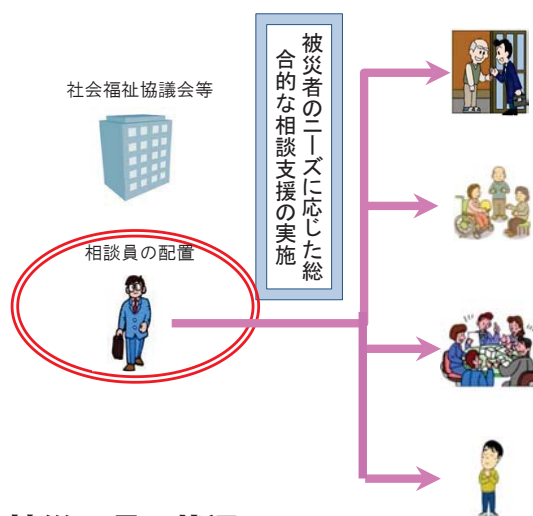 社会福祉協議会等
被災者のニーズに応じた総
合的な相談支援の実施
相談員の配置